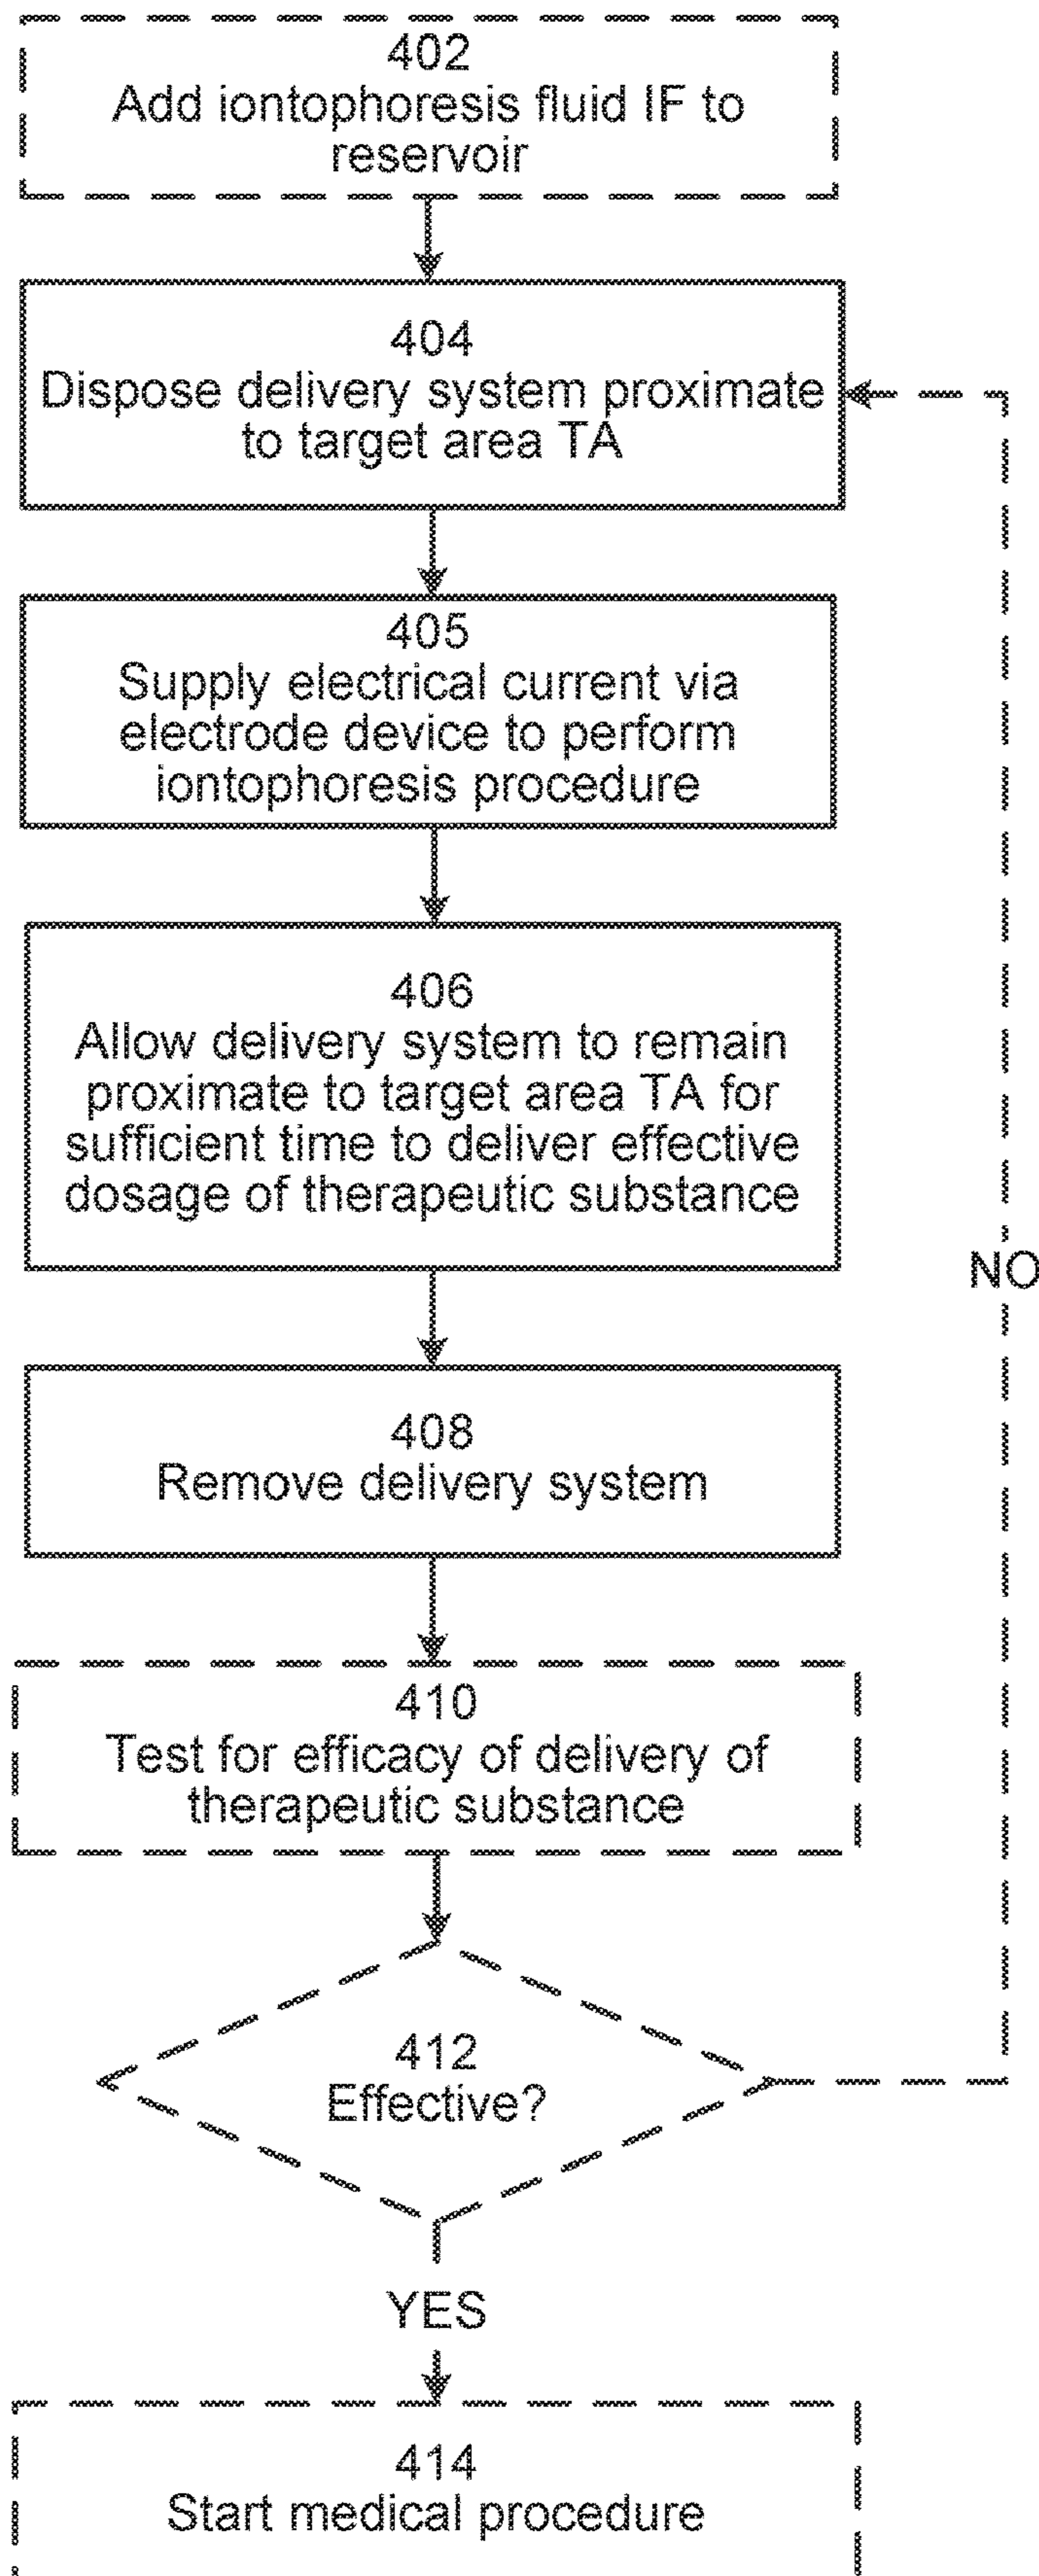 402
Add iontophoresis fluid IF to
reservoir
404
Dispose delivery system proximate
to target area TA
405
Supply electrical current via
electrode device to perform
iontophoresis procedure
406
Allow delivery system to remain
proximate to target area TA for
sufficient time to deliver effective
dosage of therapeutic substance
NO
408
Remove delivery system
410
Test for efficacy of delivery of
therapeutic substance
412
Effective?
YES
414
Start medical procedure